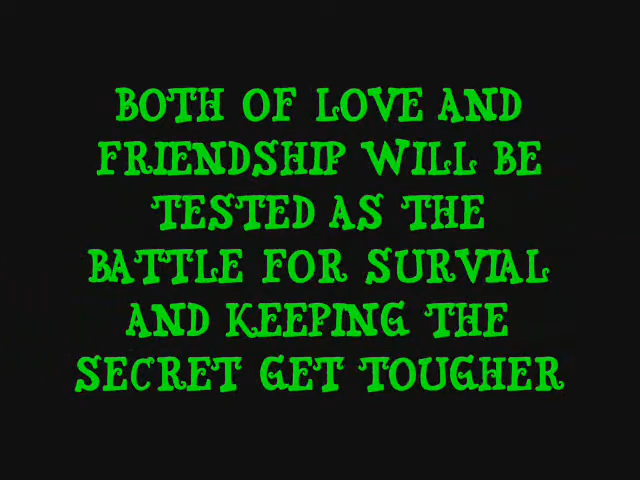 BOTH OF LOVE AND
FRIENDSHIP WILL BE
TESTED AS THE
BATTLE FOR SURVIAL
AND KEEPING THE
SECRET GET TOUGHER